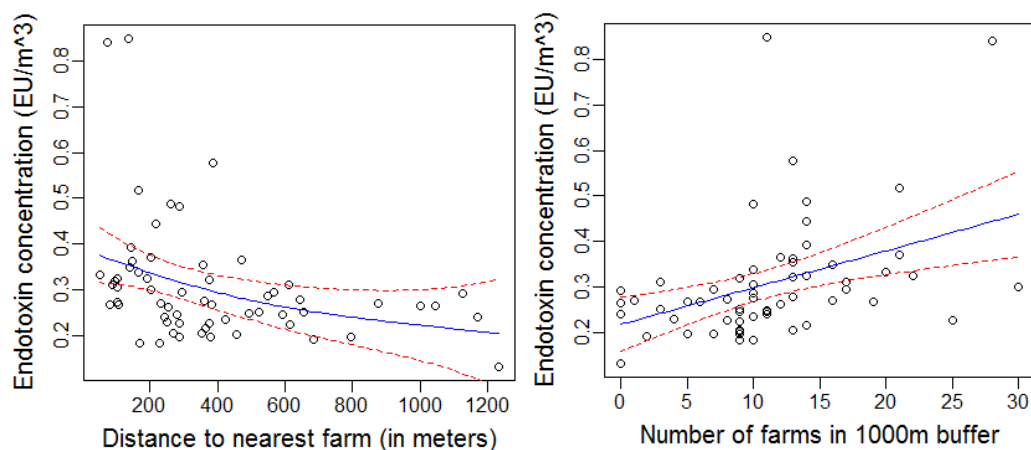 Endotoxin concentration (EU/m^3)
0.2 0.3 0.4 0.5 0.6 0.7 0.8
200 400 600 800 1000 1200
Distance to nearest farm (in meters)
Endotoxin concentration (EU/m^3)
0.2 0.3 0.4 0.5 0.6 0.7 0.8
0 5 10 15 20 25 30
Number of farms in 1000m buffer